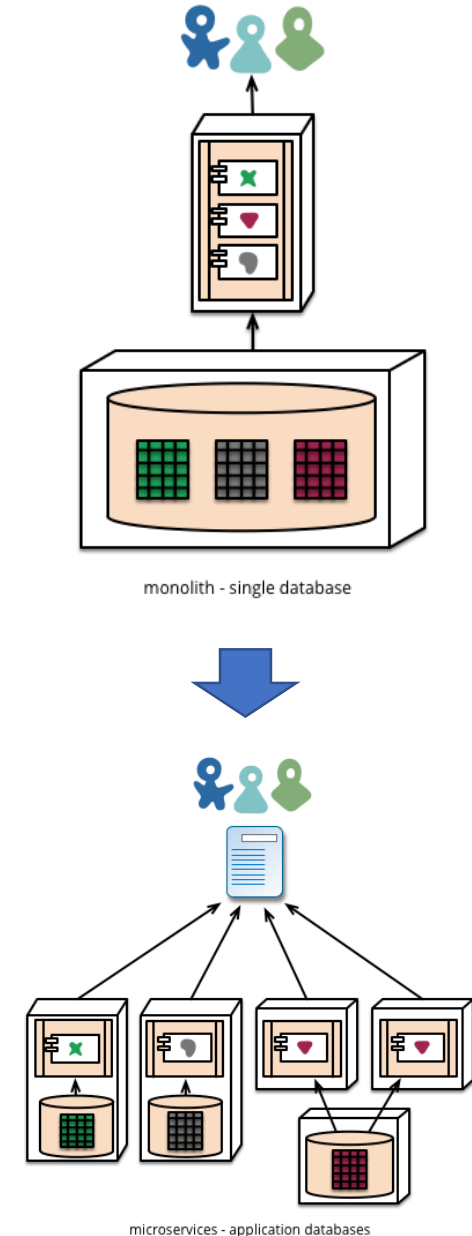 monolith - single database
microservices - application databases